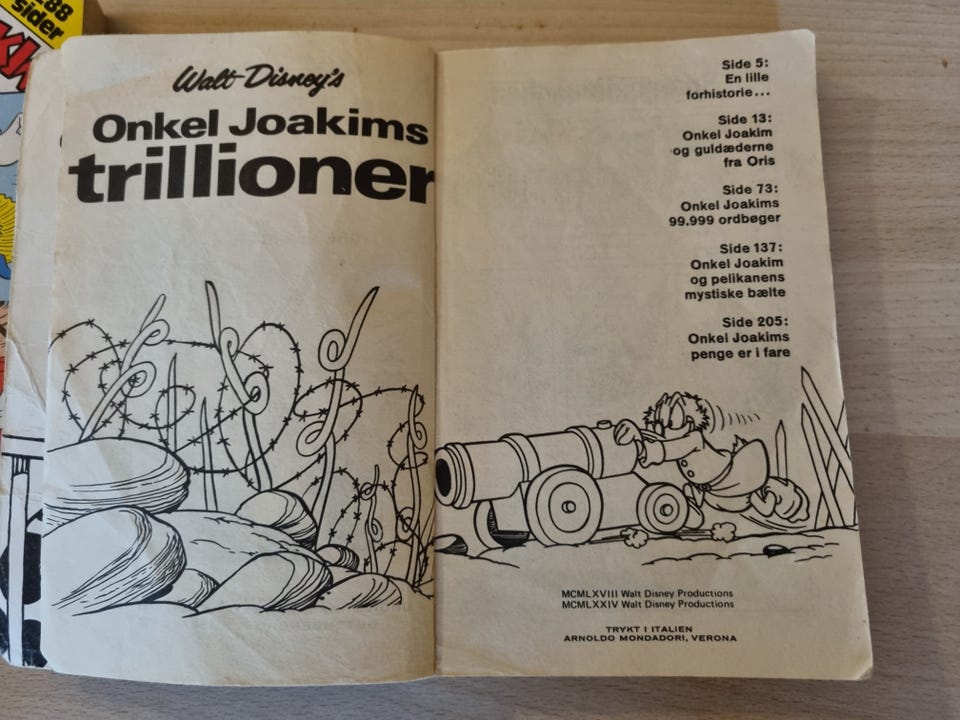 288
sider
Walt Disney's
Onkel Joakims
trillioner
Side 5:
En lille
forhistorie...
Side 13:
Onkel Joakim
og guldæderne
fra Oris
Side 73:
Onkel Joakims
99.999 ordbøger
Side 137:
Onkel Joakim
og pelikanens
mystiske bælte
Side 205:
Onkel Joakims
penge er i fare
MCMLXVIII Walt Disney Productions
MCMLXXIV Walt Disney Productions
TRYKT I ITALIEN
ARNOLDO MONDADORI, VERONA